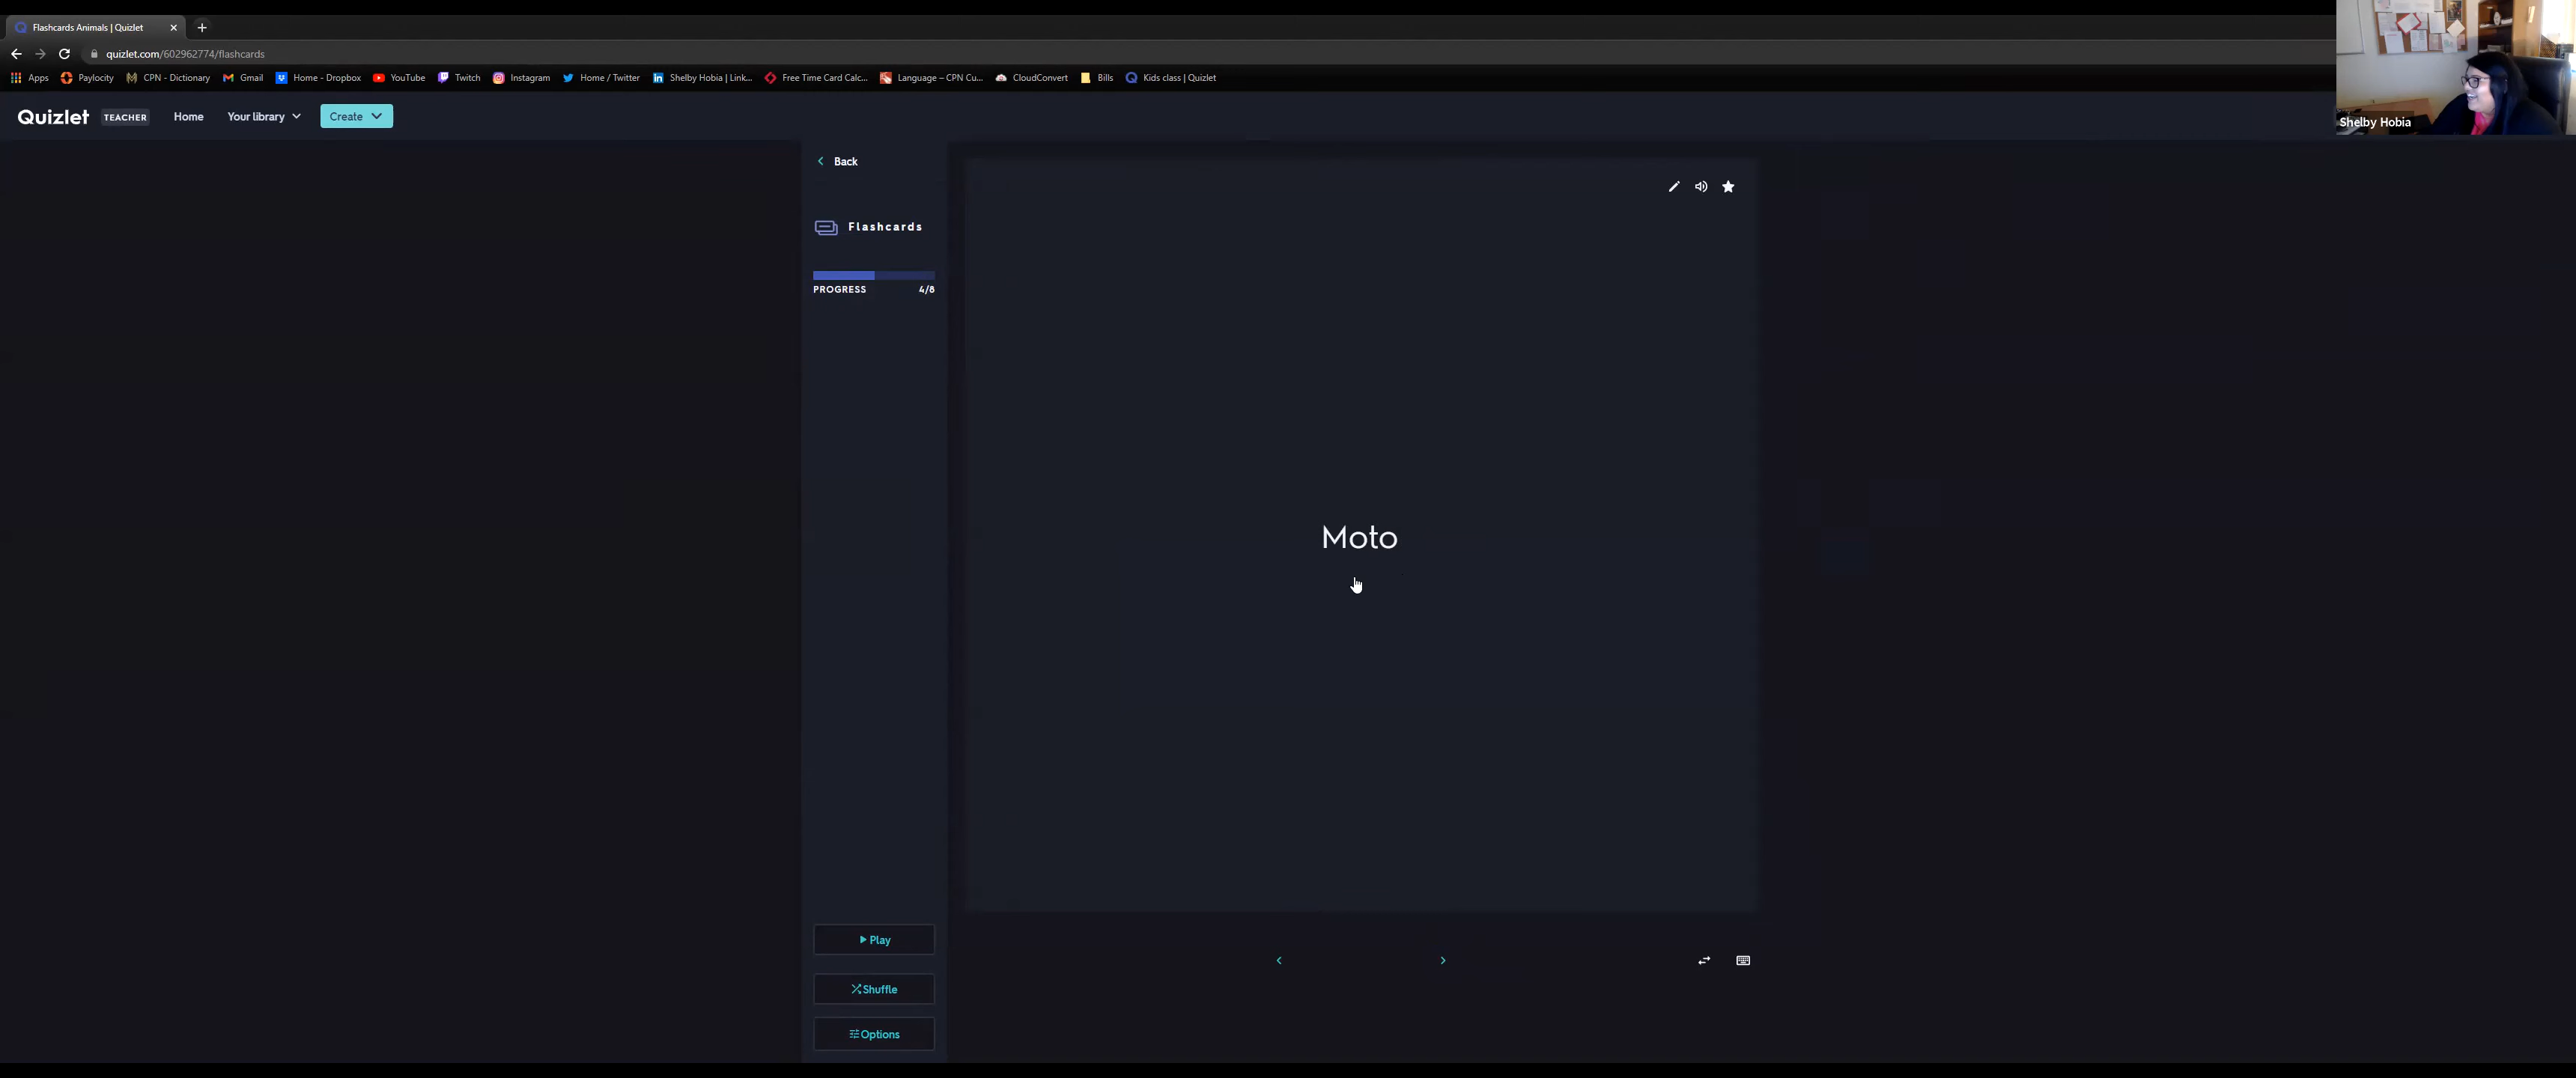 Flashcards Animals | Quizlet
quizlet.com/602962774/flashcards
Apps Paylocity CPN - Dictionary Gmail Home - Dropbox YouTube Twitch Instagram Home / Twitter Shelby Hobia | Link... Free Time Card Calc... Language – CPN Cu... CloudConvert Bills Kids class | Quizlet
Quizlet TEACHER Home Your library Create
Shelby Hobia
Back
Flashcards
PROGRESS 4/8
Moto
Play
Shuffle
Options